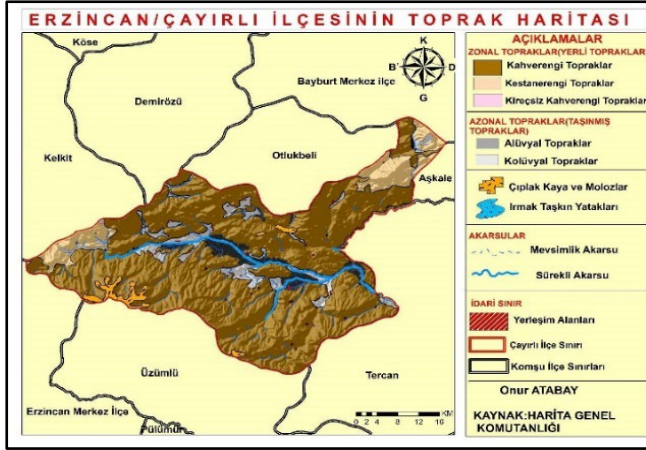 ERZİNCAN/ÇAYIRLI İLÇESİNİN TOPRAK HARİTASI
Köse
Bayburt Merkez ilçe
K
B
D
G
Demirözü
Kelkit
Otlukbeli
Aşkale
Üzümlü
Tercan
Erzincan Merkez İlçe
Pülümür
0 2 4 8 12 16
KM
AÇIKLAMALAR
ZONAL TOPRAKLAR(YERLİ TOPRAKLAR
Kahverengi Topraklar
Kestanerengi Topraklar
Kireçsiz Kahverengi Topraklar
AZONAL TOPRAKLAR(TAŞINMIŞ
TOPRAKLAR)
Alüvyal Topraklar
Kolüvyal Topraklar
Çıplak Kaya ve Molozlar
Irmak Taşkın Yatakları
AKARSULAR
Mevsimlik Akarsu
Sürekli Akarsu
İDARİ SINIR
Yerleşim Alanları
Çayırlı İlçe Sınırı
Komşu İlçe Sınırları
Onur ATABAY
KAYNAK:HARİTA GENEL
KOMUTANLIĞI